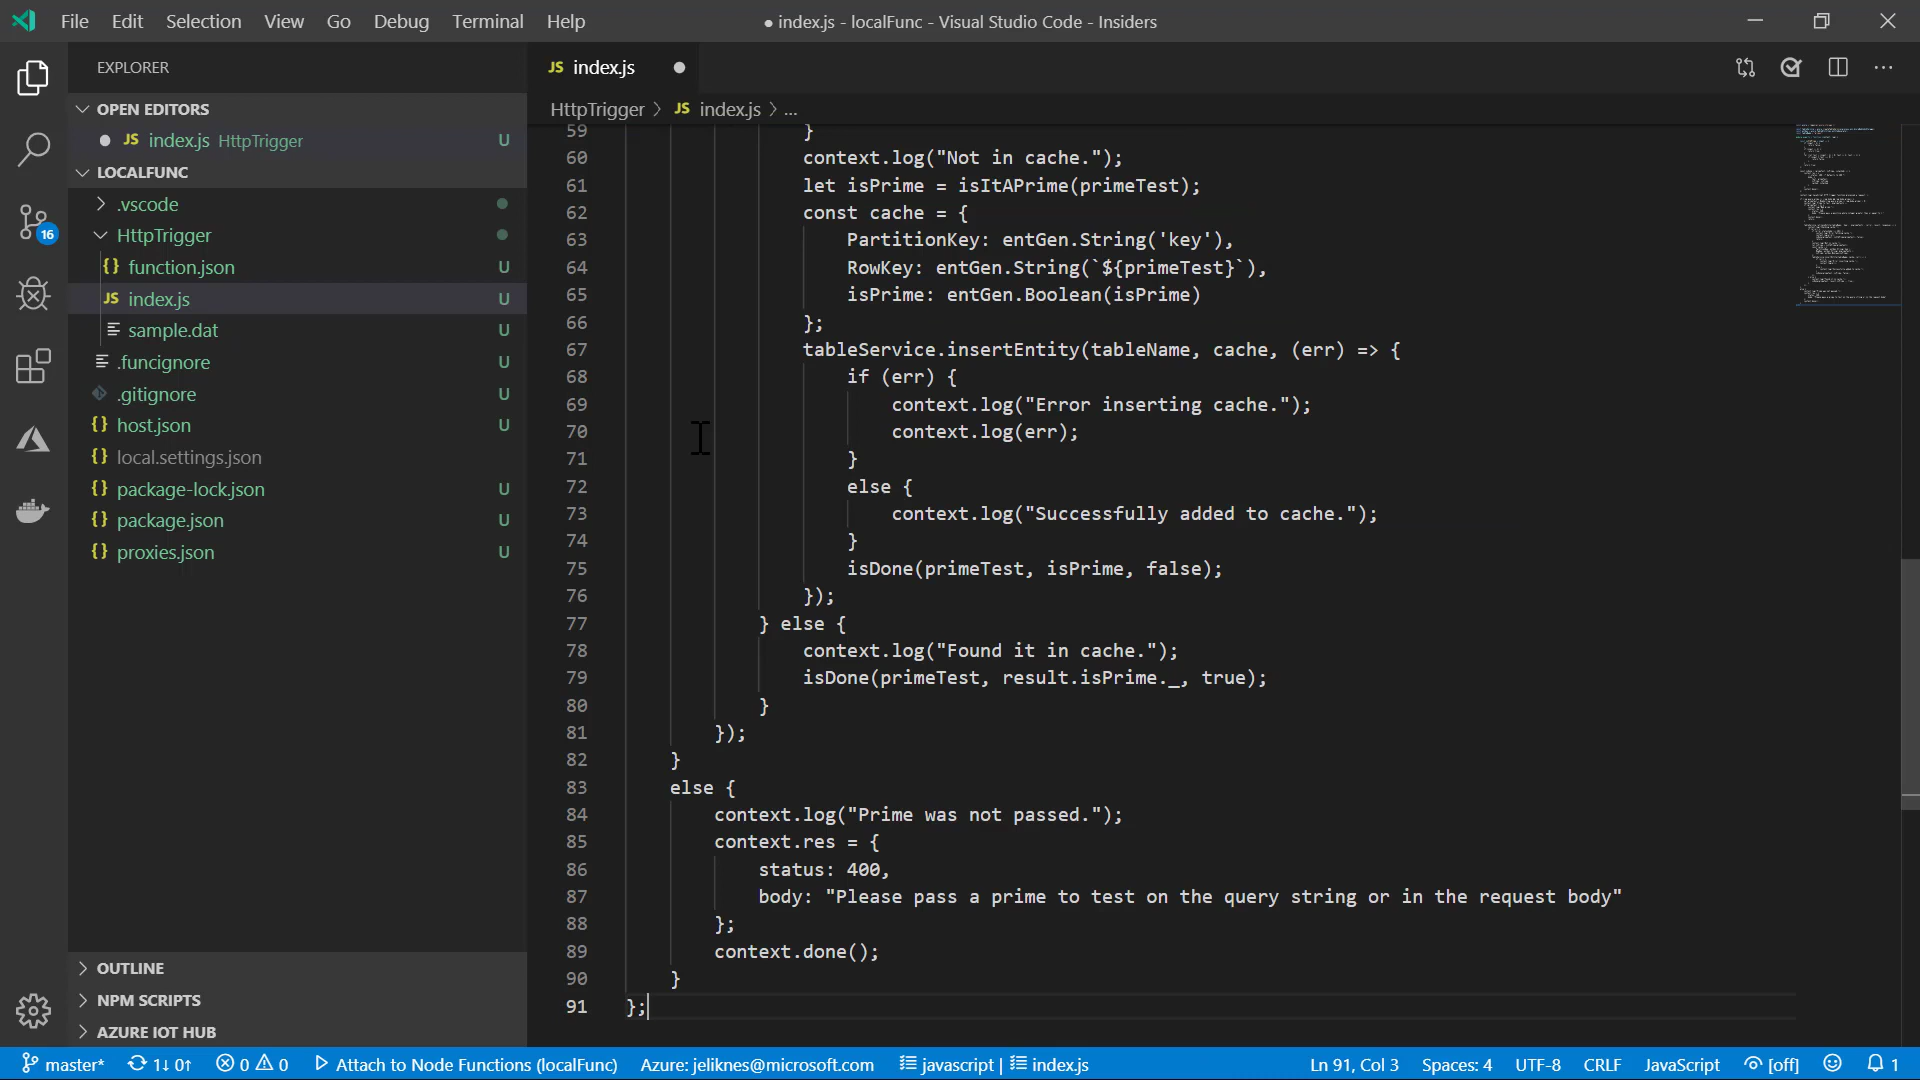 File Edit Selection View Go Debug Terminal Help
● index.js - localFunc - Visual Studio Code - Insiders
EXPLORER
OPEN EDITORS
JS index.js HttpTrigger U
LOCALFUNC
.vscode
HttpTrigger
{} function.json U
JS index.js U
sample.dat U
.funcignore U
.gitignore U
{} host.json U
{} local.settings.json
{} package-lock.json U
{} package.json U
{} proxies.json U
OUTLINE
NPM SCRIPTS
AZURE IOT HUB
16
JS index.js
HttpTrigger > JS index.js > ...
59 }
60 context.log("Not in cache.");
61 let isPrime = isItAPrime(primeTest);
62 const cache = {
63 PartitionKey: entGen.String('key'),
64 RowKey: entGen.String(`${primeTest}`),
65 isPrime: entGen.Boolean(isPrime)
66 };
67 tableService.insertEntity(tableName, cache, (err) => {
68 if (err) {
69 context.log("Error inserting cache.");
70 context.log(err);
71 }
72 else {
73 context.log("Successfully added to cache.");
74 }
75 isDone(primeTest, isPrime, false);
76 });
77 } else {
78 context.log("Found it in cache.");
79 isDone(primeTest, result.isPrime._, true);
80 }
81 });
82 }
83 else {
84 context.log("Prime was not passed.");
85 context.res = {
86 status: 400,
87 body: "Please pass a prime to test on the query string or in the request body"
88 };
89 context.done();
90 }
91 };
master* 1↓ 0↑ 0 0 Attach to Node Functions (localFunc) Azure: jeliknes@microsoft.com javascript | index.js Ln 91, Col 3 Spaces: 4 UTF-8 CRLF JavaScript [off] 1